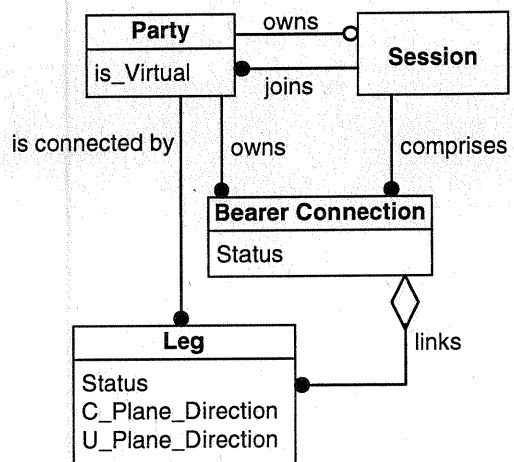 Party
owns
Session
is_Virtual
joins
is connected by
owns
comprises
Bearer Connection
Status
links
Leg
Status
C_Plane_Direction
U_Plane_Direction